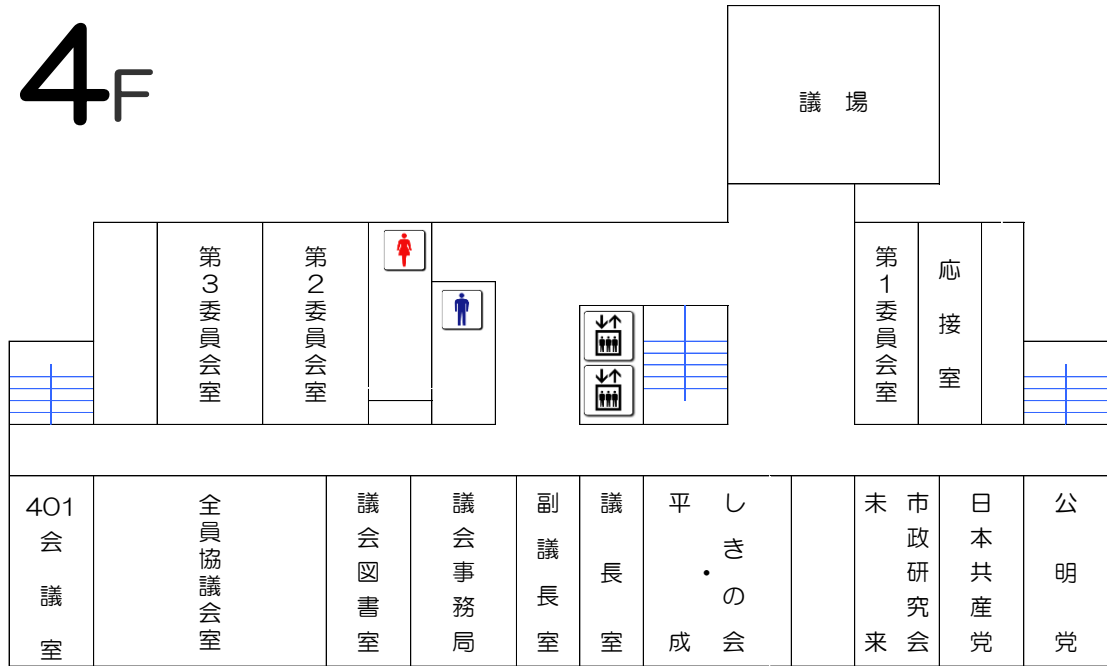 4F
議場
第3委員会室
第2委員会室
第1委員会室
応接室
401会議室
全員協議会室
議会図書室
議会事務局
副議長室
議長室
しきの会・
平成
市政研究会
未来
日本共産党
公明党